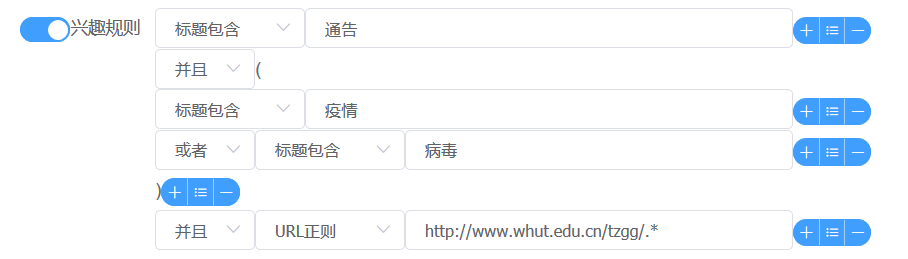 兴趣规则 标题包含 通告
并且 (
标题包含 疫情
或者 标题包含 病毒
)
并且 URL正则 http://www.whut.edu.cn/tzgg/.*